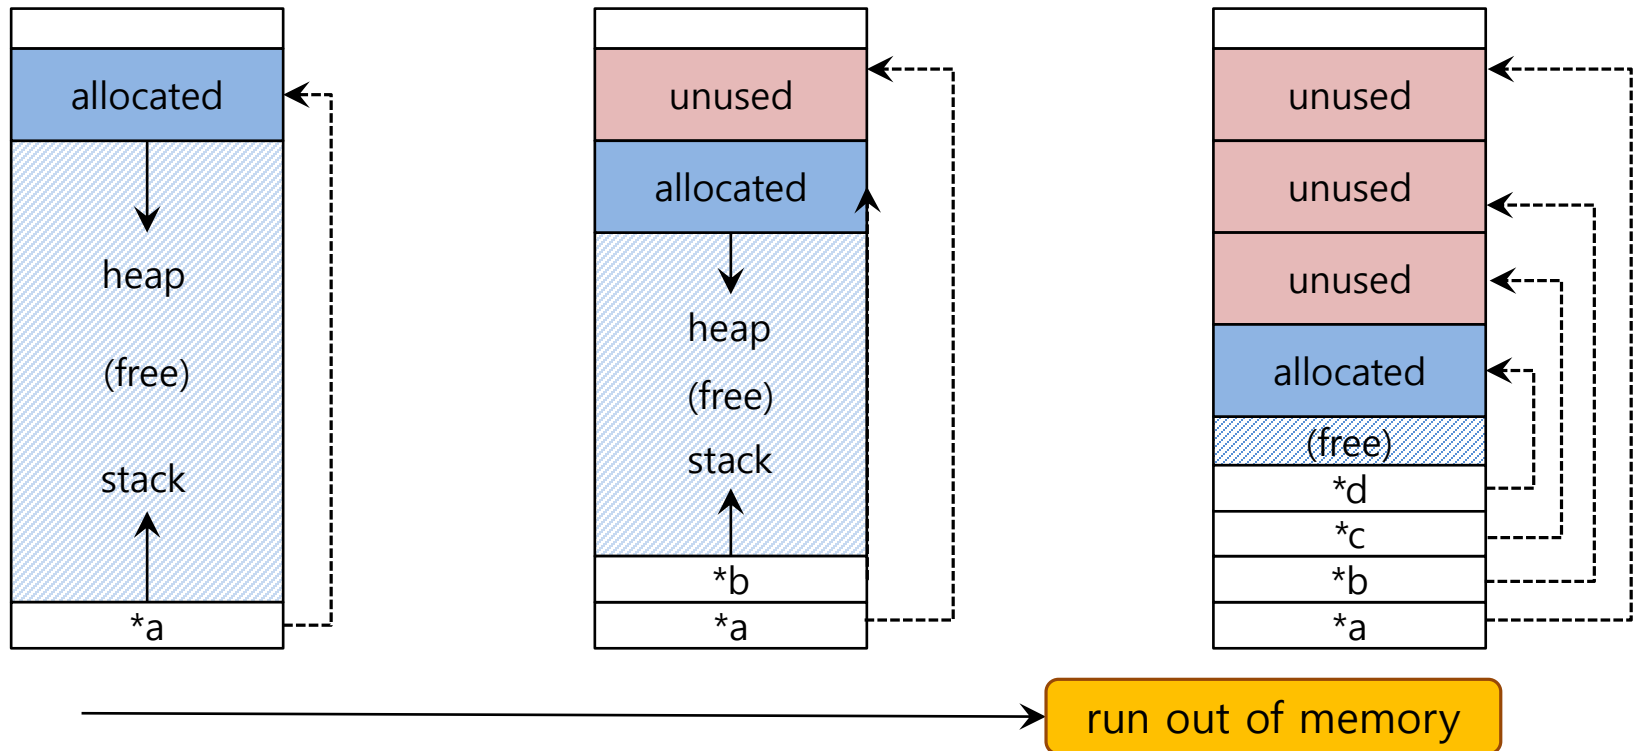 allocated
heap
(free)
stack
*a
unused
allocated
heap
(free)
stack
*b
*a
unused
unused
unused
allocated
(free)
*d
*c
*b
*a
run out of memory